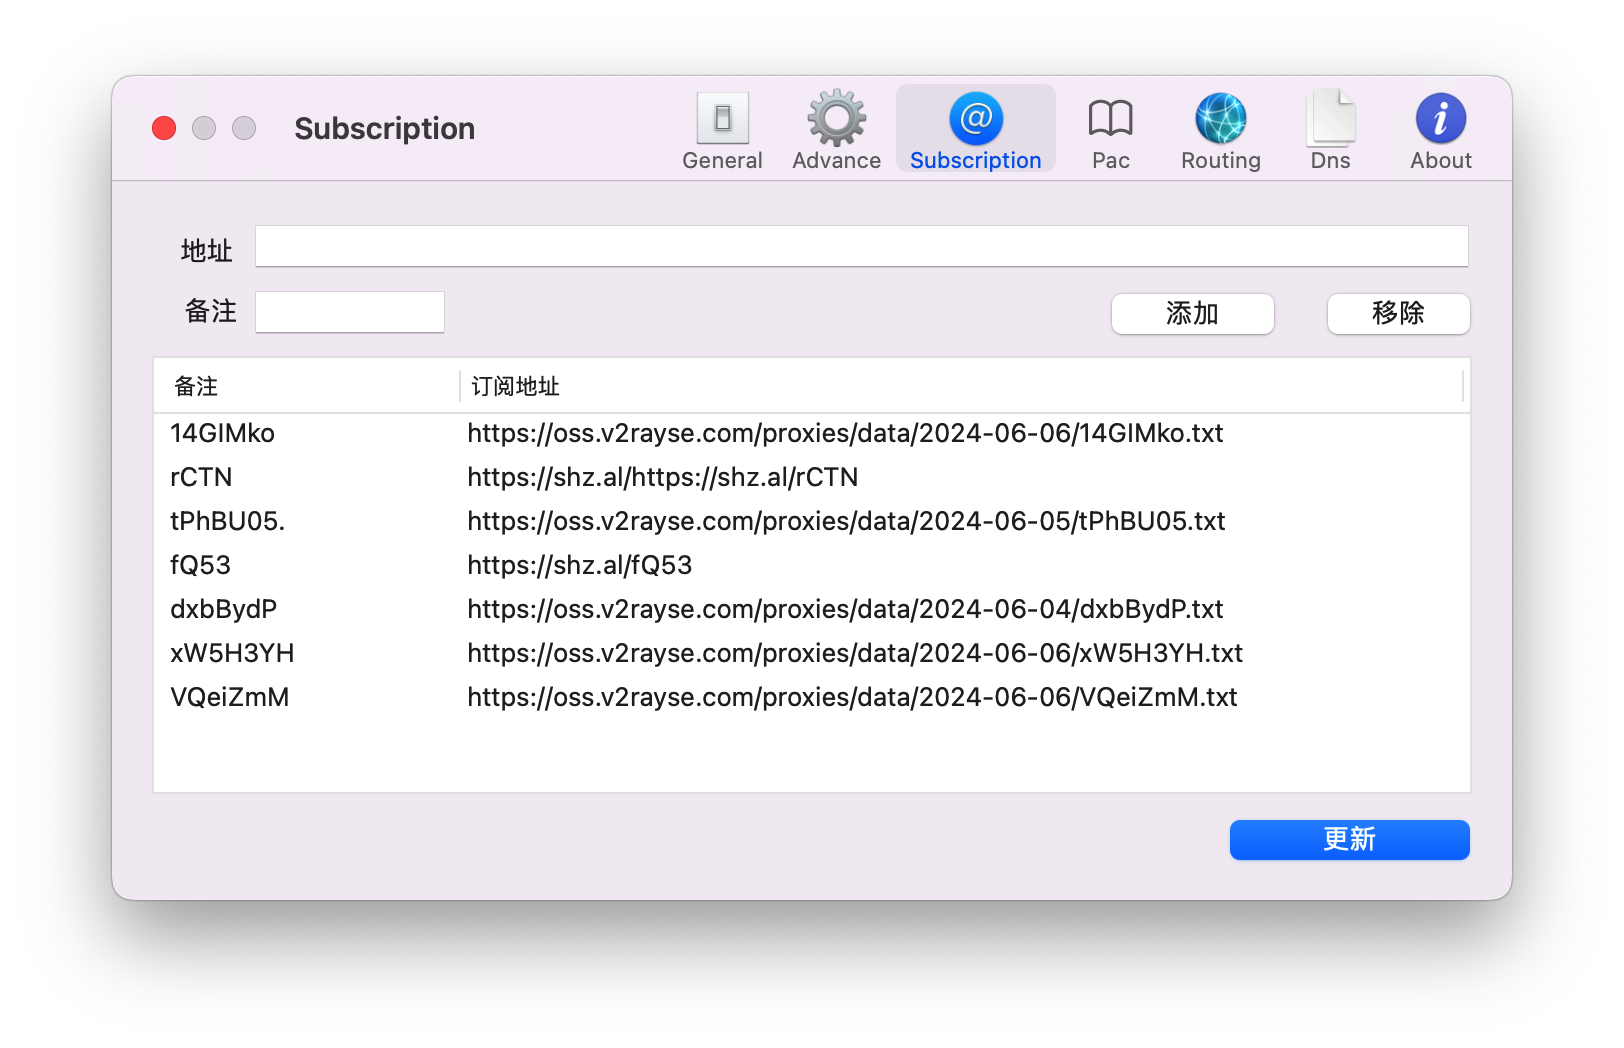 Subscription
General Advance Subscription Pac Routing Dns About
地址
备注 添加 移除
备注 订阅地址
14GIMko https://oss.v2rayse.com/proxies/data/2024-06-06/14GIMko.txt
rCTN https://shz.al/https://shz.al/rCTN
tPhBU05. https://oss.v2rayse.com/proxies/data/2024-06-05/tPhBU05.txt
fQ53 https://shz.al/fQ53
dxbBydP https://oss.v2rayse.com/proxies/data/2024-06-04/dxbBydP.txt
xW5H3YH https://oss.v2rayse.com/proxies/data/2024-06-06/xW5H3YH.txt
VQeiZmM https://oss.v2rayse.com/proxies/data/2024-06-06/VQeiZmM.txt
更新